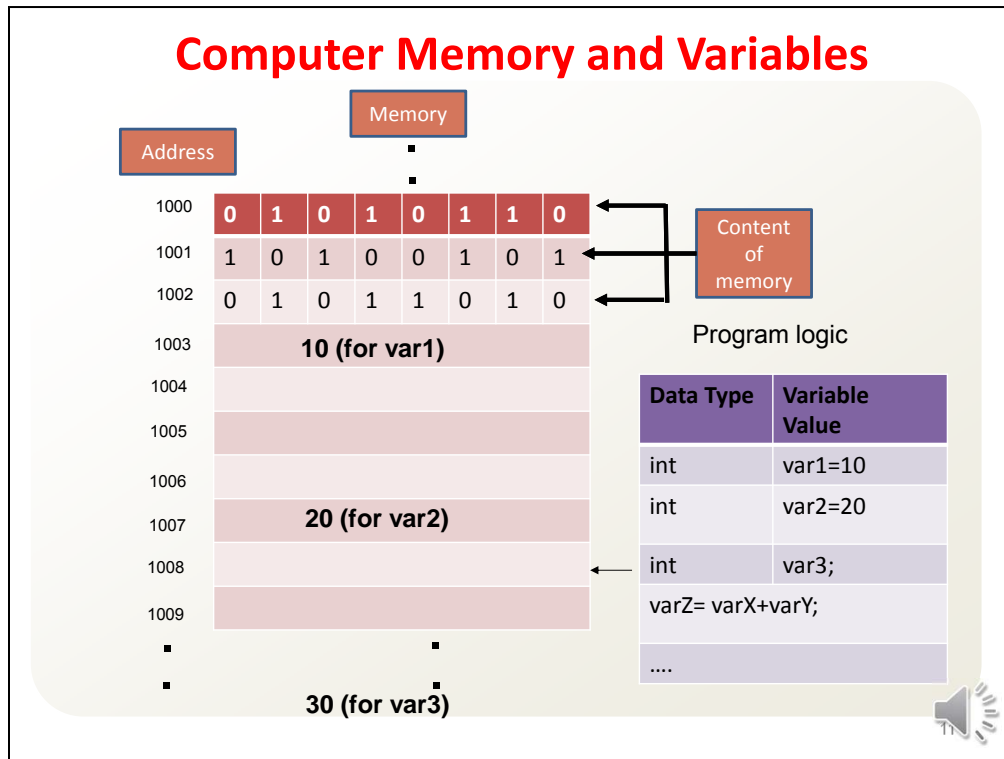 Computer Memory and Variables
Memory
Address
1000 0 1 0 1 0 1 1 0
1001 1 0 1 0 0 1 0 1
1002 0 1 0 1 1 0 1 0
Content
of
memory
Program logic
1003 10 (for var1)
1004
1005
1006
1007 20 (for var2)
1008
1009
30 (for var3)
Data Type Variable
Value
int var1=10
int var2=20
int var3;
varZ= varX+varY;
....
11